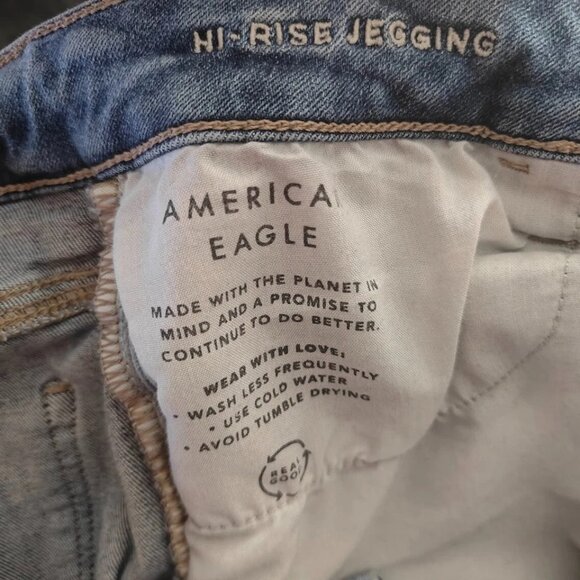 HI-RISE JEGGING
AMERICA
EAGLE
MADE WITH THE PLANET IN
MIND AND A PROMISE TO
CONTINUE TO DO BETTER.
WEAR WITH LOVE:
• WASH LESS FREQUENTLY
• USE COLD WATER
• AVOID TUMBLE DRYING
REAL
GOOD